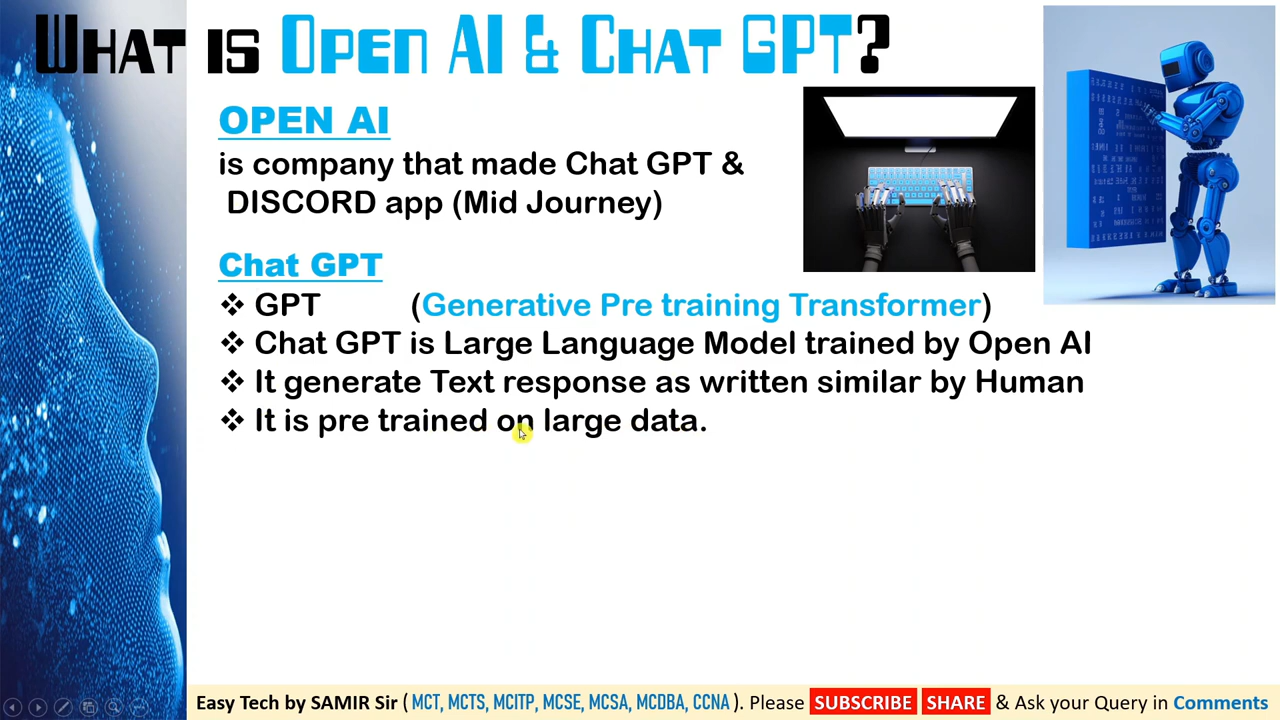 What is Open AI & Chat GPT?
OPEN AI
is company that made Chat GPT &
DISCORD app (Mid Journey)
Chat GPT
❖ GPT (Generative Pre training Transformer)
❖ Chat GPT is Large Language Model trained by Open AI
❖ It generate Text response as written similar by Human
❖ It is pre trained on large data.
Easy Tech by SAMIR Sir ( MCT, MCTS, MCITP, MCSE, MCSA, MCDBA, CCNA ). Please SUBSCRIBE SHARE & Ask your Query in Comments